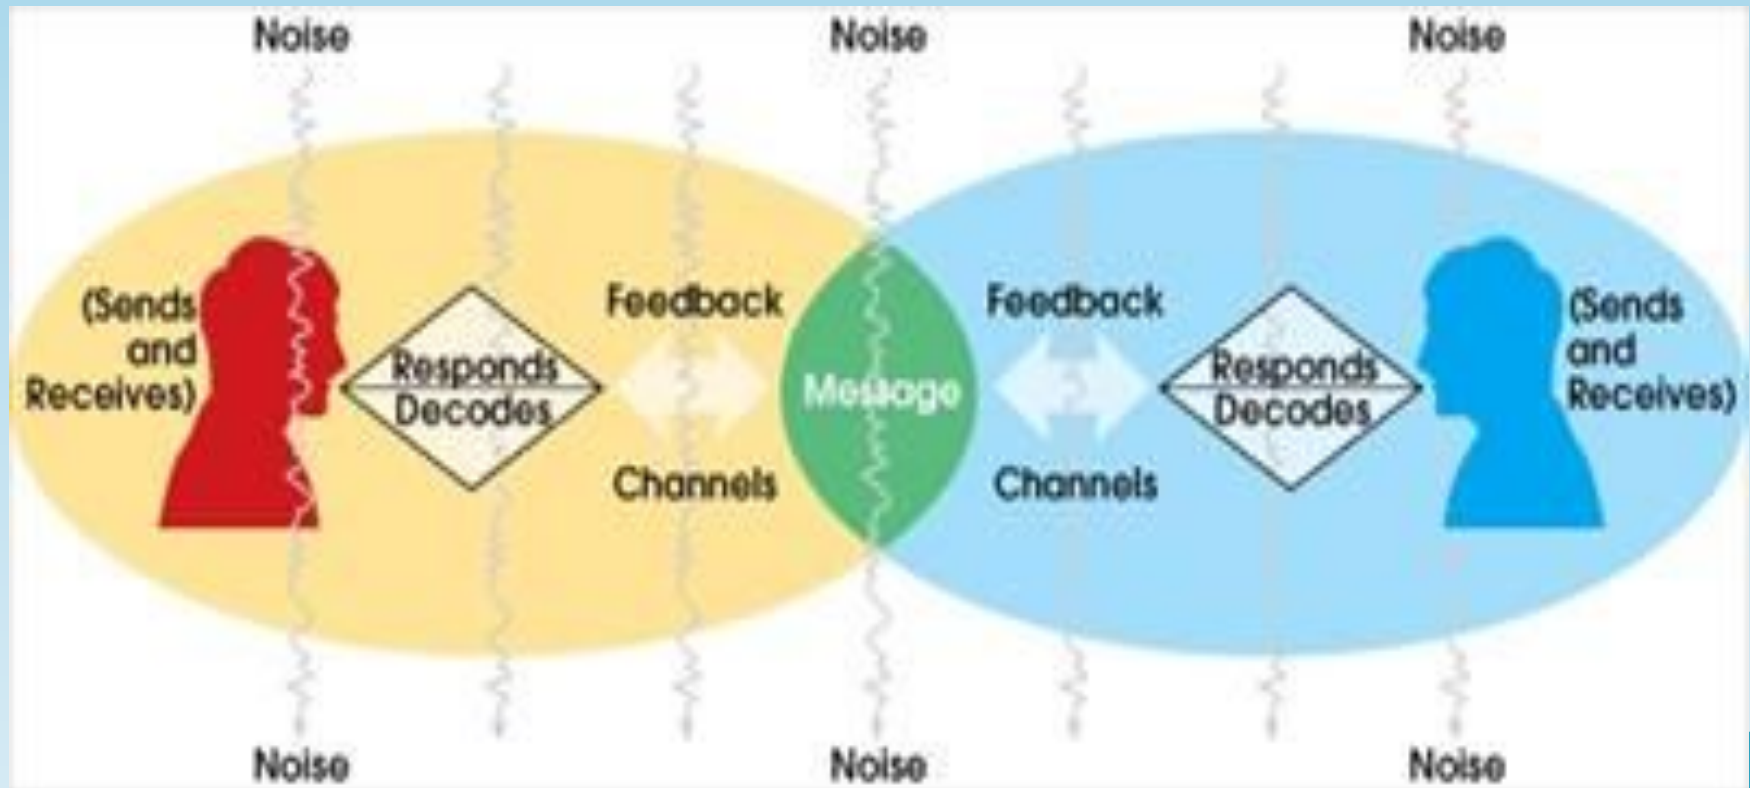 Noise
Noise
Noise
(Sends
and
Receives)
Responds
Decodes
Feedback
Channels
Message
Feedback
Channels
Responds
Decodes
(Sends
and
Receives)
Noise
Noise
Noise